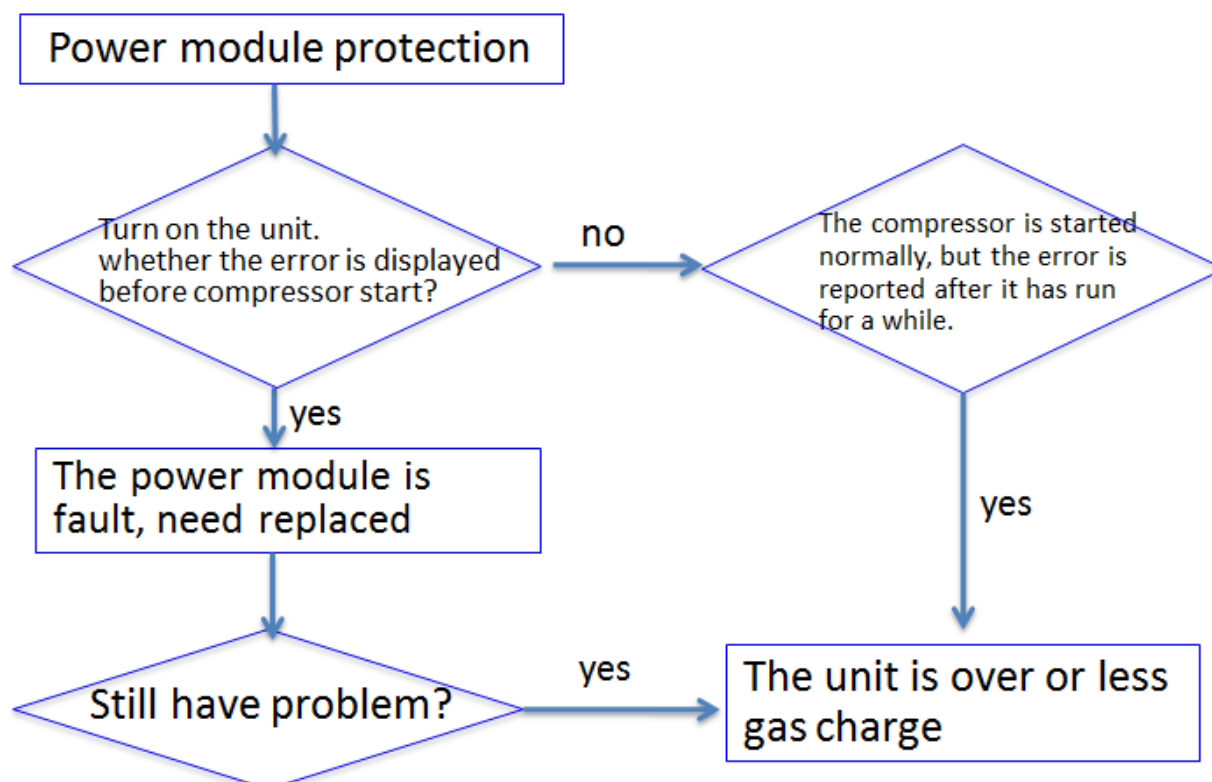 Power module protection
Turn on the unit.
whether the error is displayed
before compressor start?
no
The compressor is started
normally, but the error is
reported after it has run
for a while.
yes
The power module is
fault, need replaced
yes
Still have problem?
yes
The unit is over or less
gas charge